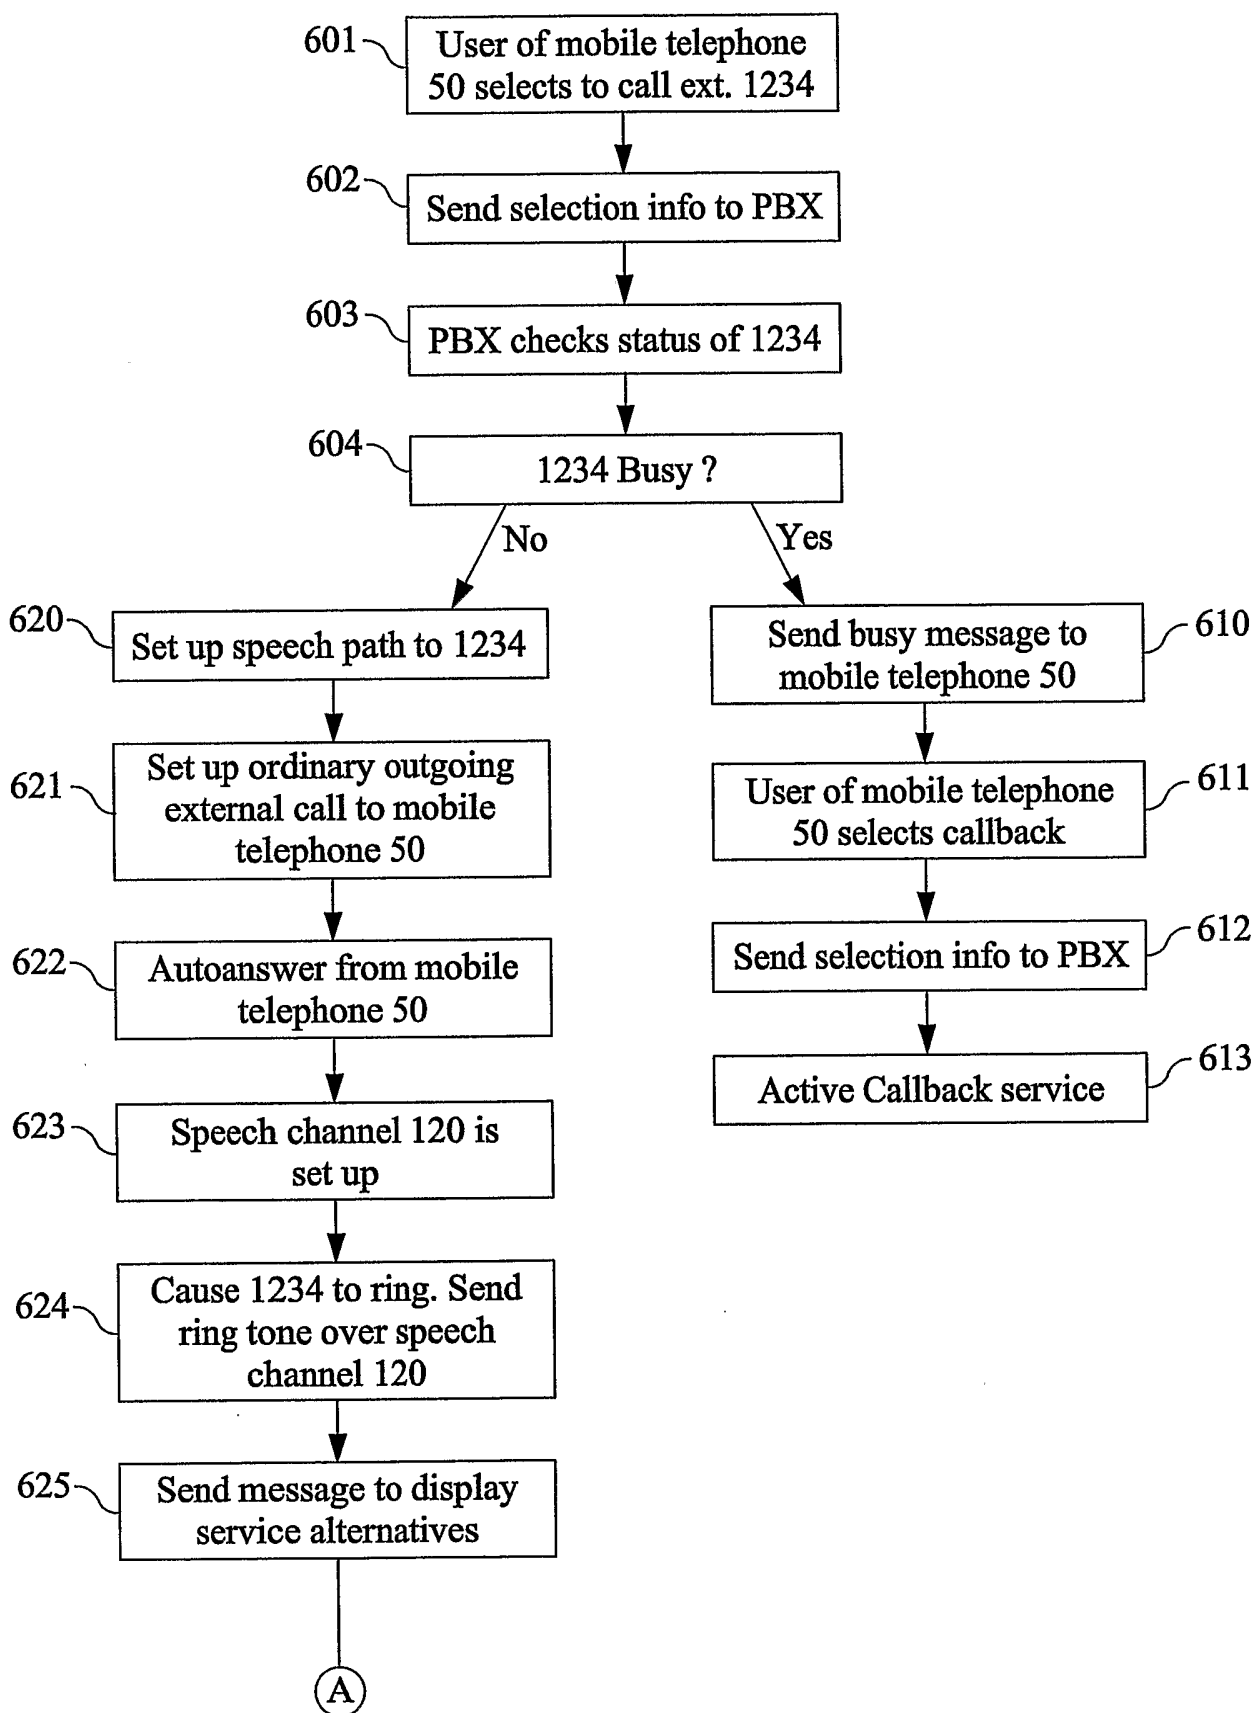 601
User of mobile telephone
50 selects to call ext. 1234
602
Send selection info to PBX
603
PBX checks status of 1234
604
1234 Busy ?
No
Yes
620
Set up speech path to 1234
621
Set up ordinary outgoing
external call to mobile
telephone 50
622
Autoanswer from mobile
telephone 50
623
Speech channel 120 is
set up
624
Cause 1234 to ring. Send
ring tone over speech
channel 120
625
Send message to display
service alternatives
A
610
Send busy message to
mobile telephone 50
611
User of mobile telephone
50 selects callback
612
Send selection info to PBX
613
Active Callback service